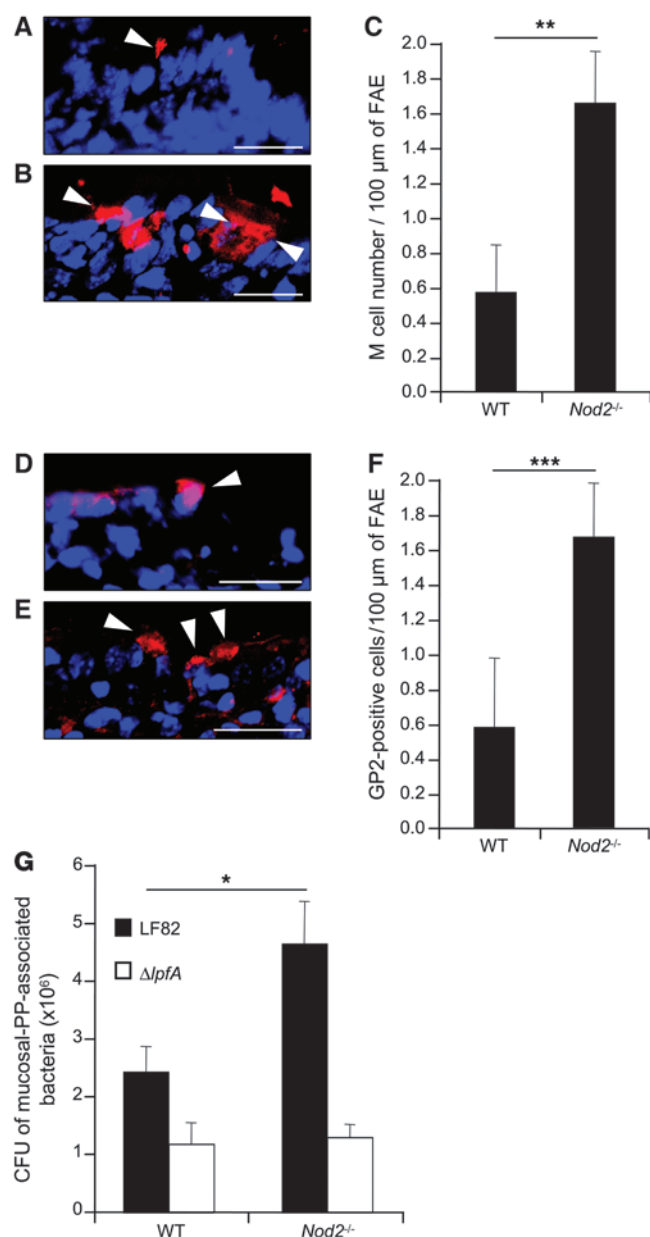 A
B
C
**
2.0
1.8
1.6
1.4
1.2
1.0
0.8
0.6
0.4
0.2
0.0
M cell number / 100 µm of FAE
WT
Nod2-/-
D
E
F
***
2.0
1.8
1.6
1.4
1.2
1.0
0.8
0.6
0.4
0.2
0.0
GP2-positive cells/100 µm of FAE
WT
Nod2-/-
G
*
6
5
4
3
2
1
0
CFU of mucosal-PP-associated
bacteria (x10⁶)
LF82
ΔlpfA
WT
Nod2-/-